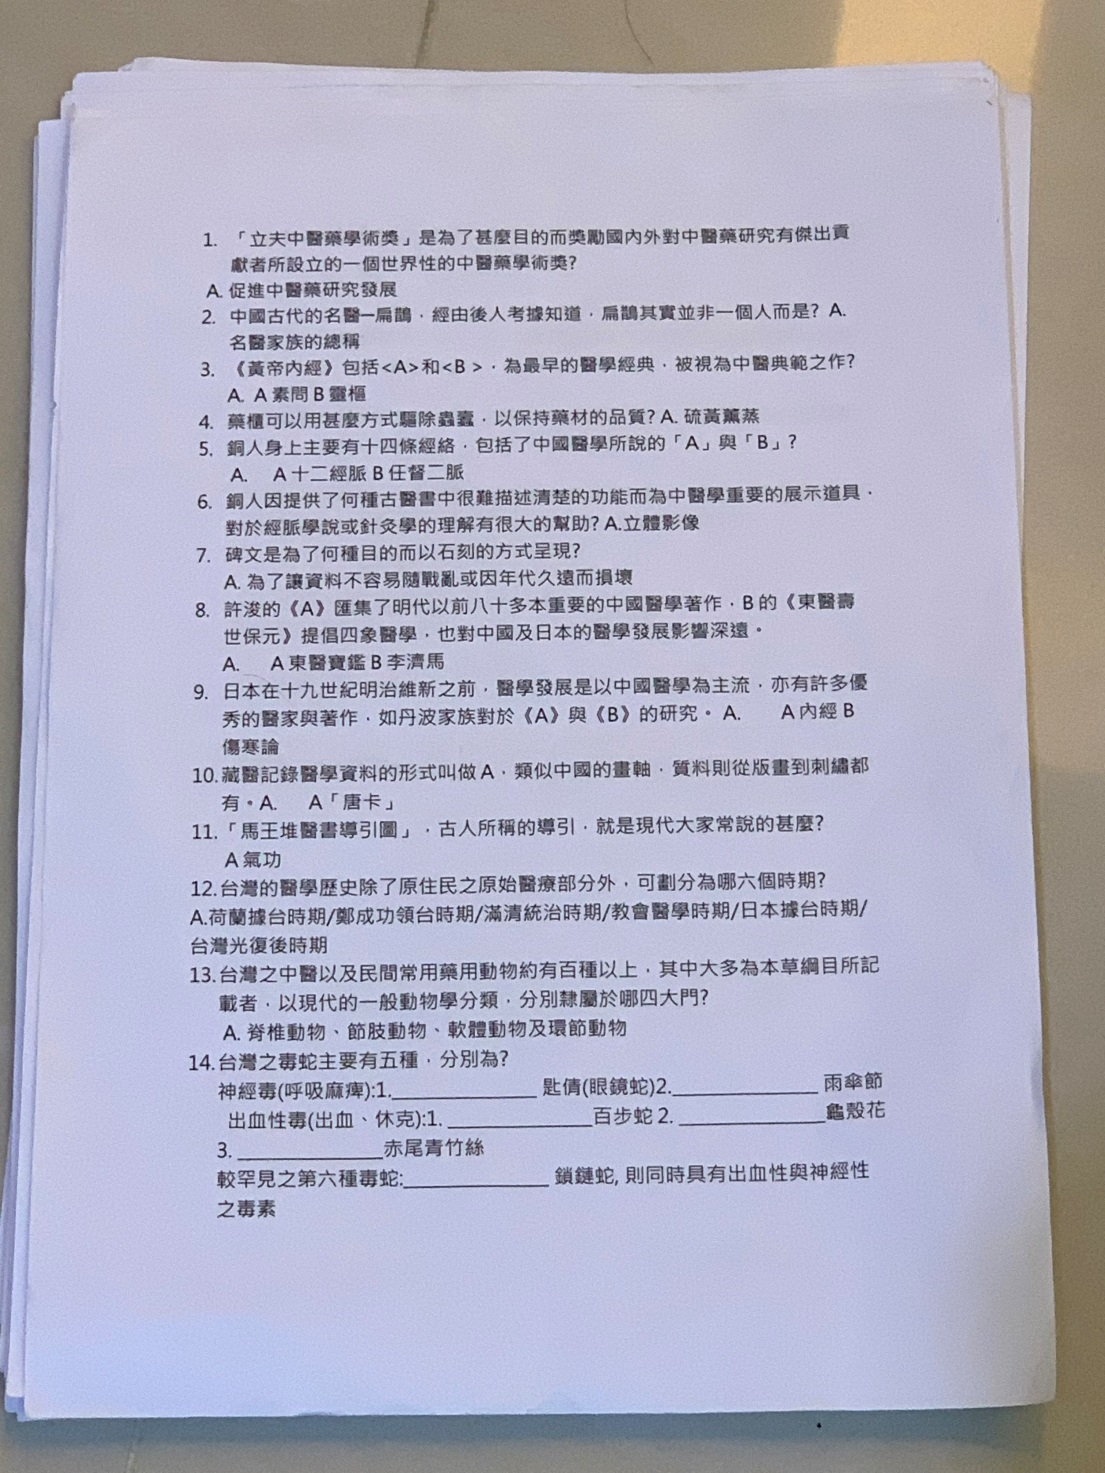 1. 「立夫中醫藥學術獎」是為了甚麼目的而獎勵國內外對中醫藥研究有傑出貢
獻者所設立的一個世界性的中醫藥學術獎?
A. 促進中醫藥研究發展
2. 中國古代的名醫─扁鵲，經由後人考據知道，扁鵲其實並非一個人而是? A.
名醫家族的總稱
3. 《黃帝內經》包括<A>和<B >，為最早的醫學經典，被視為中醫典範之作?
A. A 素問 B 靈樞
4. 藥櫃可以用甚麼方式驅除蟲蠹，以保持藥材的品質? A. 硫黃薰蒸
5. 銅人身上主要有十四條經絡，包括了中國醫學所說的「A」與「B」?
A. A 十二經脈 B 任督二脈
6. 銅人因提供了何種古醫書中很難描述清楚的功能而為中醫學重要的展示道具，
對於經脈學說或針灸學的理解有很大的幫助? A.立體影像
7. 碑文是為了何種目的而以石刻的方式呈現?
A. 為了讓資料不容易隨戰亂或因年代久遠而損壞
8. 許浚的《A》匯集了明代以前八十多本重要的中國醫學著作，B 的《東醫壽
世保元》提倡四象醫學，也對中國及日本的醫學發展影響深遠。
A. A 東醫寶鑑 B 李濟馬
9. 日本在十九世紀明治維新之前，醫學發展是以中國醫學為主流，亦有許多優
秀的醫家與著作，如丹波家族對於《A》與《B》的研究。 A. A 內經 B
傷寒論
10. 藏醫記錄醫學資料的形式叫做 A，類似中國的畫軸，質料則從版畫到刺繡都
有。A. A「唐卡」
11. 「馬王堆醫書導引圖」，古人所稱的導引，就是現代大家常說的甚麼?
A 氣功
12. 台灣的醫學歷史除了原住民之原始醫療部分外，可劃分為哪六個時期?
A.荷蘭據台時期/鄭成功領台時期/滿清統治時期/教會醫學時期/日本據台時期/
台灣光復後時期
13. 台灣之中醫以及民間常用藥用動物約有百種以上，其中大多為本草綱目所記
載者，以現代的一般動物學分類，分別隸屬於哪四大門?
A. 脊椎動物、節肢動物、軟體動物及環節動物
14. 台灣之毒蛇主要有五種，分別為?
神經毒(呼吸麻痺):1.______________ 匙倩(眼鏡蛇)2.______________ 雨傘節
出血性毒(出血、休克):1. ______________百步蛇 2. ______________龜殼花
3. ______________赤尾青竹絲
較罕見之第六種毒蛇:______________ 鎖鏈蛇, 則同時具有出血性與神經性
之毒素